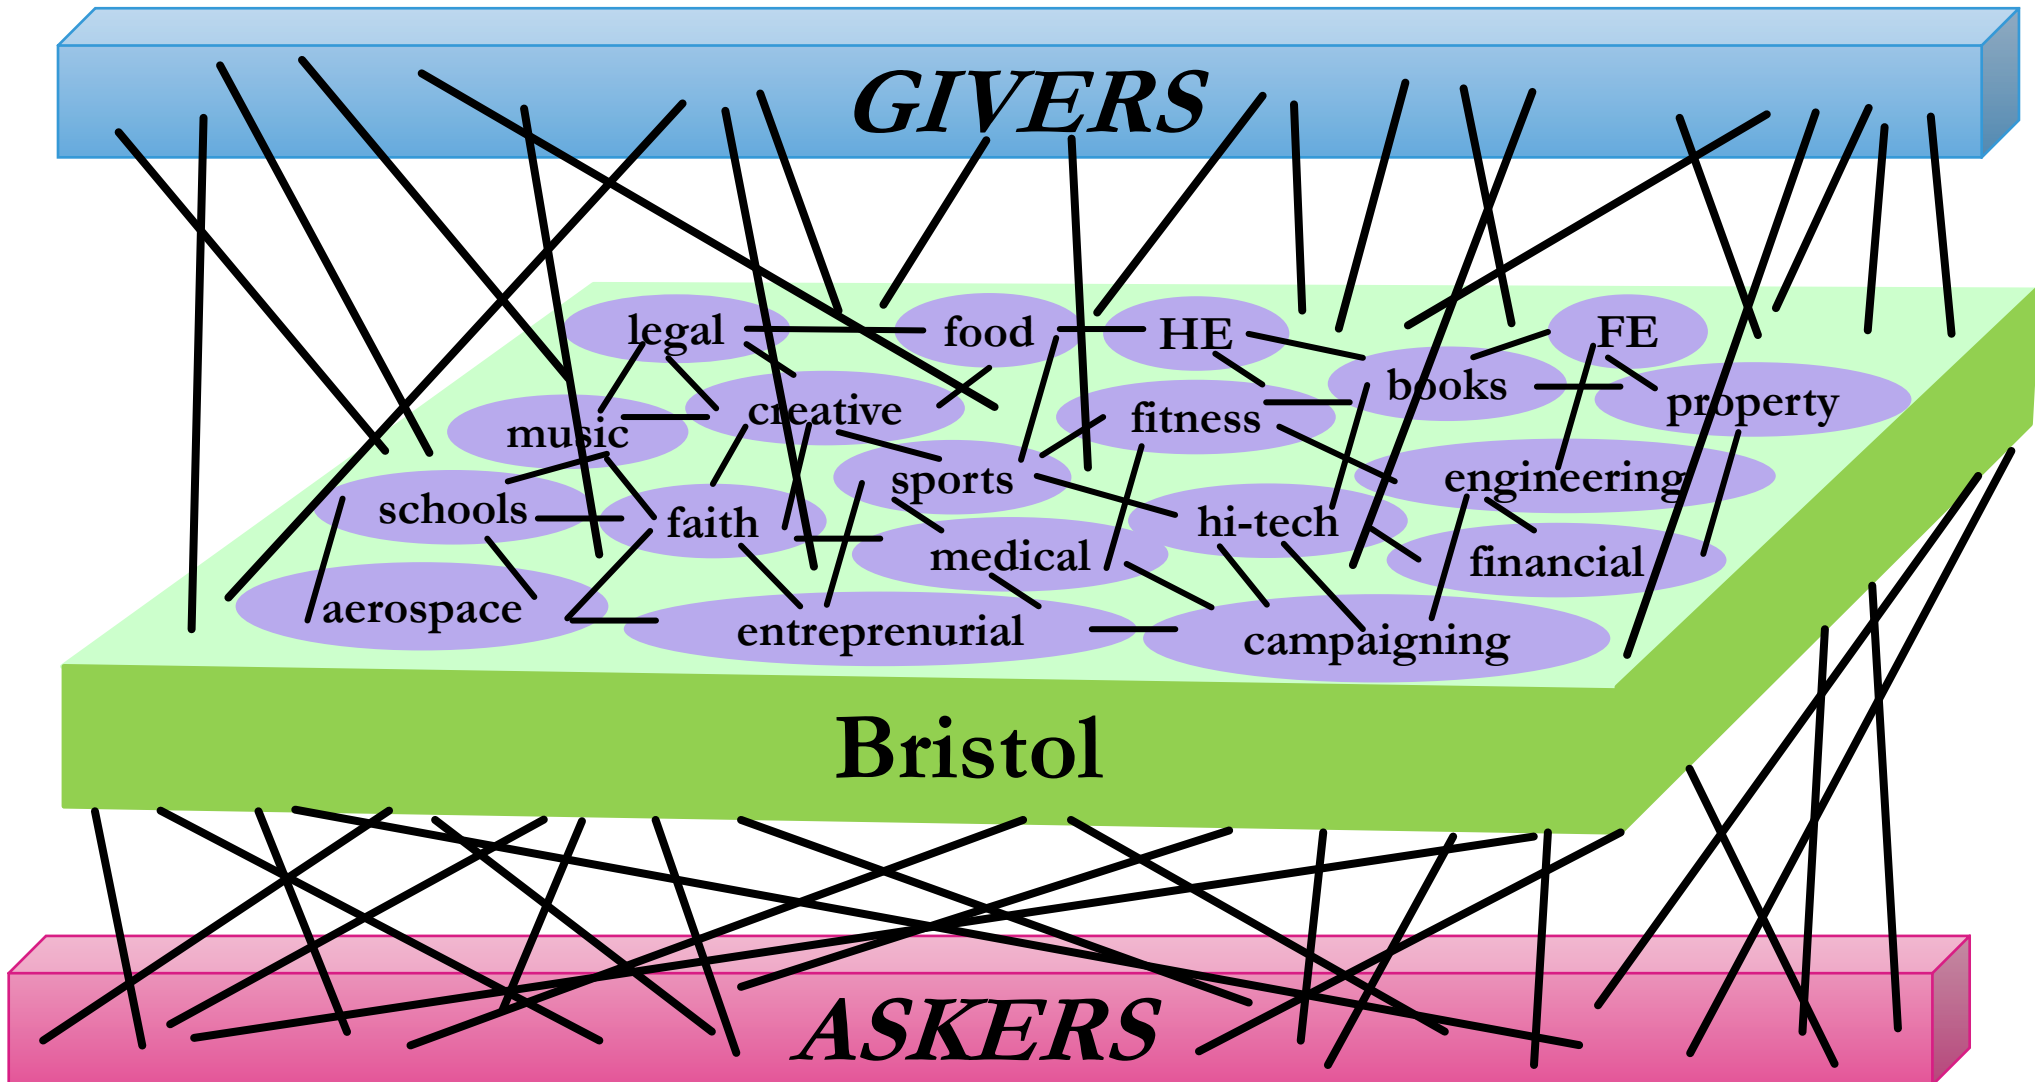 GIVERS
legal
food
HE
FE
books
property
creative
fitness
music
sports
engineering
schools
faith
hi-tech
medical
financial
aerospace
entreprenurial
campaigning
Bristol
ASKERS